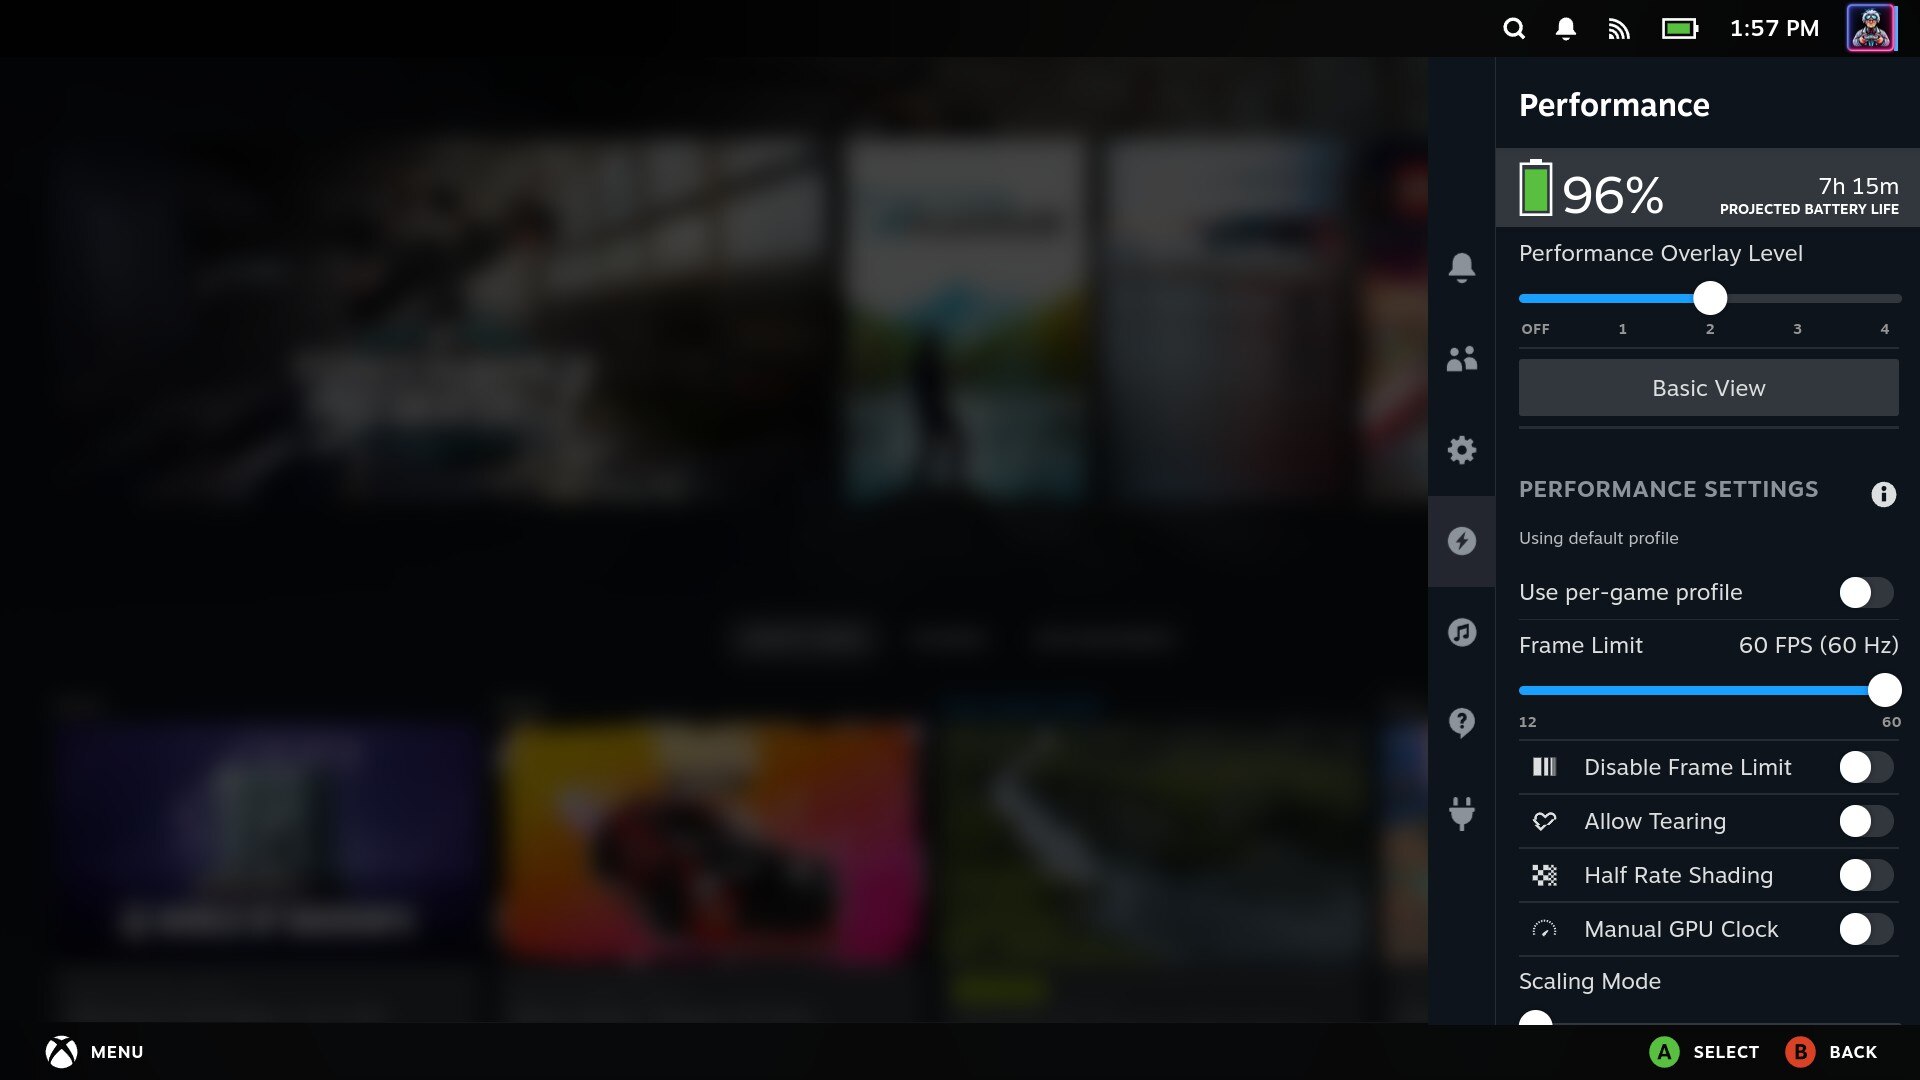 1:57 PM
Performance
96%
7h 15m
PROJECTED BATTERY LIFE
Performance Overlay Level
OFF 1 2 3 4
Basic View
PERFORMANCE SETTINGS
Using default profile
Use per-game profile
Frame Limit 60 FPS (60 Hz)
12 60
Disable Frame Limit
Allow Tearing
Half Rate Shading
Manual GPU Clock
Scaling Mode
MENU
A SELECT B BACK